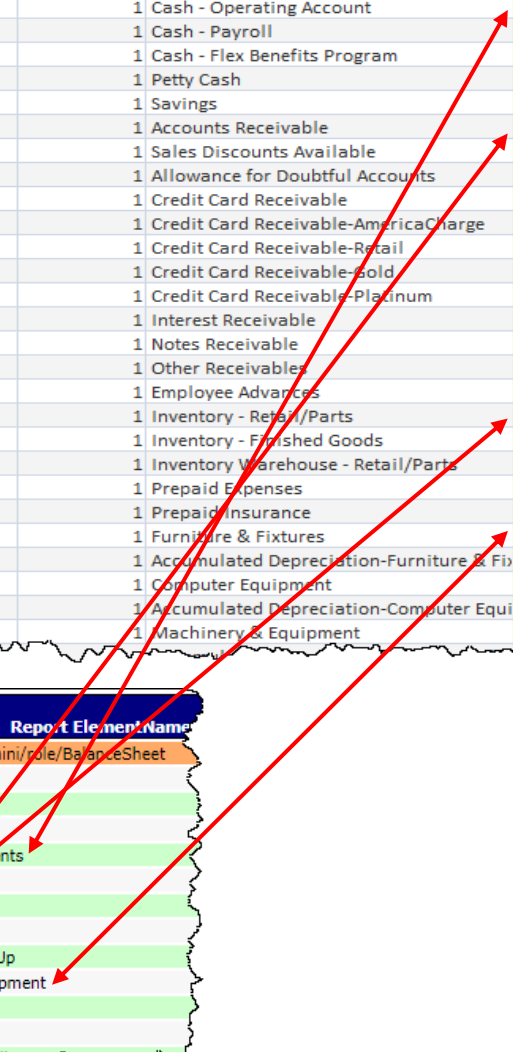 1 Cash - Operating Account
1 Cash - Payroll
1 Cash - Flex Benefits Program
1 Petty Cash
1 Savings
1 Accounts Receivable
1 Sales Discounts Available
1 Allowance for Doubtful Accounts
1 Credit Card Receivable
1 Credit Card Receivable-AmericaCharge
1 Credit Card Receivable-Retail
1 Credit Card Receivable-Gold
1 Credit Card Receivable-Platinum
1 Interest Receivable
1 Notes Receivable
1 Other Receivables
1 Employee Advances
1 Inventory - Retail/Parts
1 Inventory - Finished Goods
1 Inventory Warehouse - Retail/Parts
1 Prepaid Expenses
1 Prepaid Insurance
1 Furniture & Fixtures
1 Accumulated Depreciation-Furniture & Fix
1 Computer Equipment
1 Accumulated Depreciation-Computer Equi
1 Machinery & Equipment
Report ElementName
nini/role/BalanceSheet
nts
Up
pment